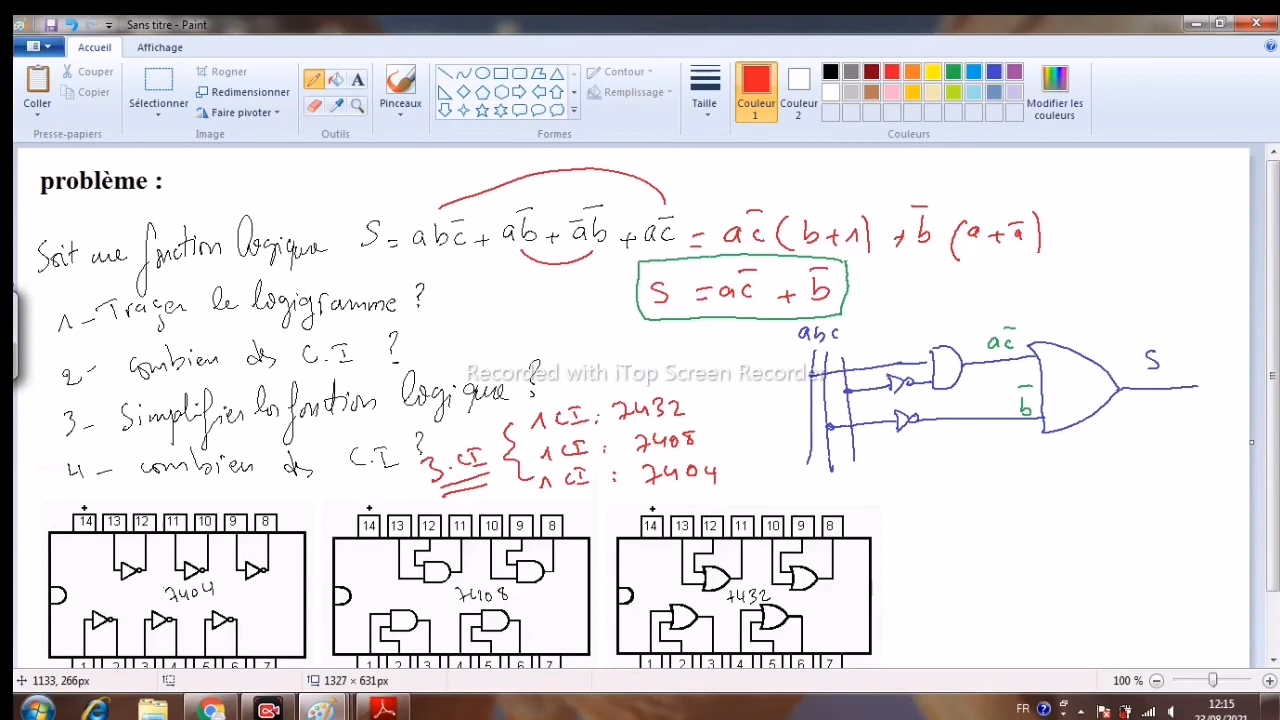 Sans titre - Paint
Accueil Affichage
Coller
Couper
Copier
Presse-papiers
Sélectionner
Rogner
Redimensionner
Faire pivoter
Image
A
Outils
Pinceaux
Contour
Remplissage
Formes
Taille
Couleur 1
Couleur 2
Modifier les couleurs
Couleurs
problème :
Soit une fonction logique S = abc̄ + ab̄ + āb̄ + ac̄ = ac̄ (b+1) + b̄ (a+ā)
S = ac̄ + b̄
1 - Traçer le logigramme ?
2 - combien des C.I ?
3 - Simplifier la fonction logique ?
4 - combien des C.I ?
3.CI
1 CI : 7432
1 CI : 7408
1 CI : 7404
a b c
ac̄
b̄
S
Recorded with iTop Screen Recorder
+
14 13 12 11 10 9 8
7404
1 2 3 4 5 6 7
+
14 13 12 11 10 9 8
7408
1 2 3 4 5 6 7
+
14 13 12 11 10 9 8
7432
1 2 3 4 5 6 7
1133, 266px
1327 × 631px
100 %
FR
12:15
23/08/2021